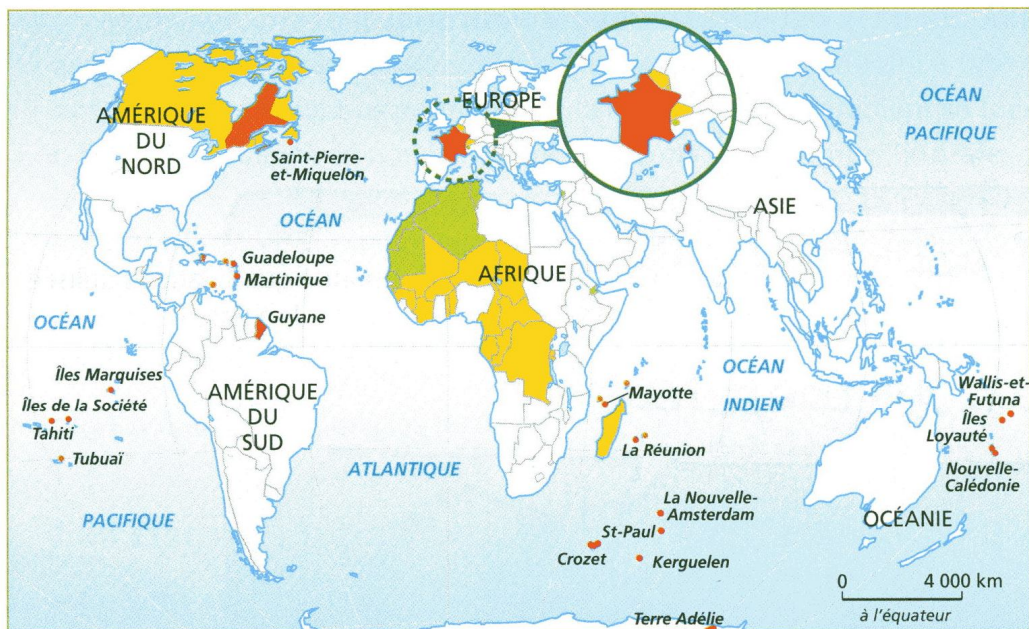 AMÉRIQUE
DU
NORD
Saint-Pierre-
et-Miquelon
EUROPE
OCÉAN
PACIFIQUE
ASIE
OCÉAN
Guadeloupe
Martinique
AFRIQUE
OCÉAN
Guyane
Îles Marquises
Îles de la Société
Tahiti
Tubuaï
AMÉRIQUE
DU
SUD
ATLANTIQUE
PACIFIQUE
OCÉAN
INDIEN
Mayotte
La Réunion
Wallis-et-
Futuna
Îles
Loyauté
Nouvelle-
Calédonie
La Nouvelle-
Amsterdam
St-Paul
Crozet
Kerguelen
OCÉANIE
0 4 000 km
à l'équateur
Terre Adélie